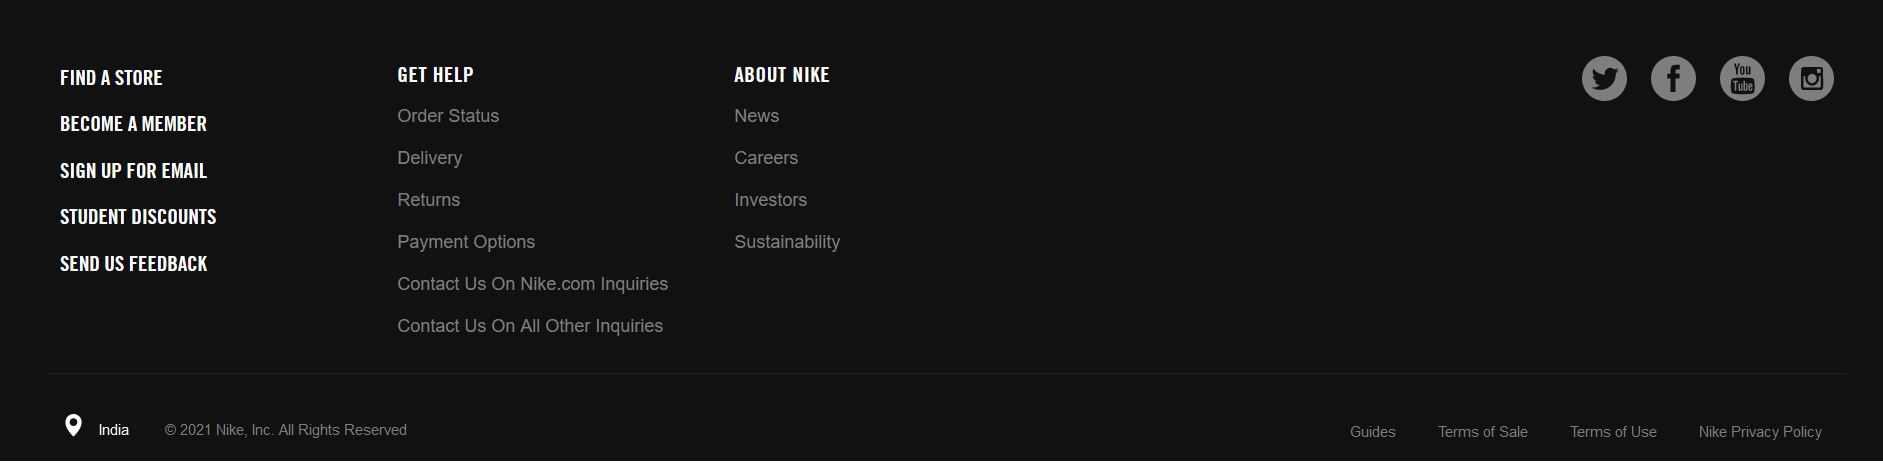 FIND A STORE
BECOME A MEMBER
SIGN UP FOR EMAIL
STUDENT DISCOUNTS
SEND US FEEDBACK
GET HELP
Order Status
Delivery
Returns
Payment Options
Contact Us On Nike.com Inquiries
Contact Us On All Other Inquiries
ABOUT NIKE
News
Careers
Investors
Sustainability
You
Tube
India
© 2021 Nike, Inc. All Rights Reserved
Guides
Terms of Sale
Terms of Use
Nike Privacy Policy